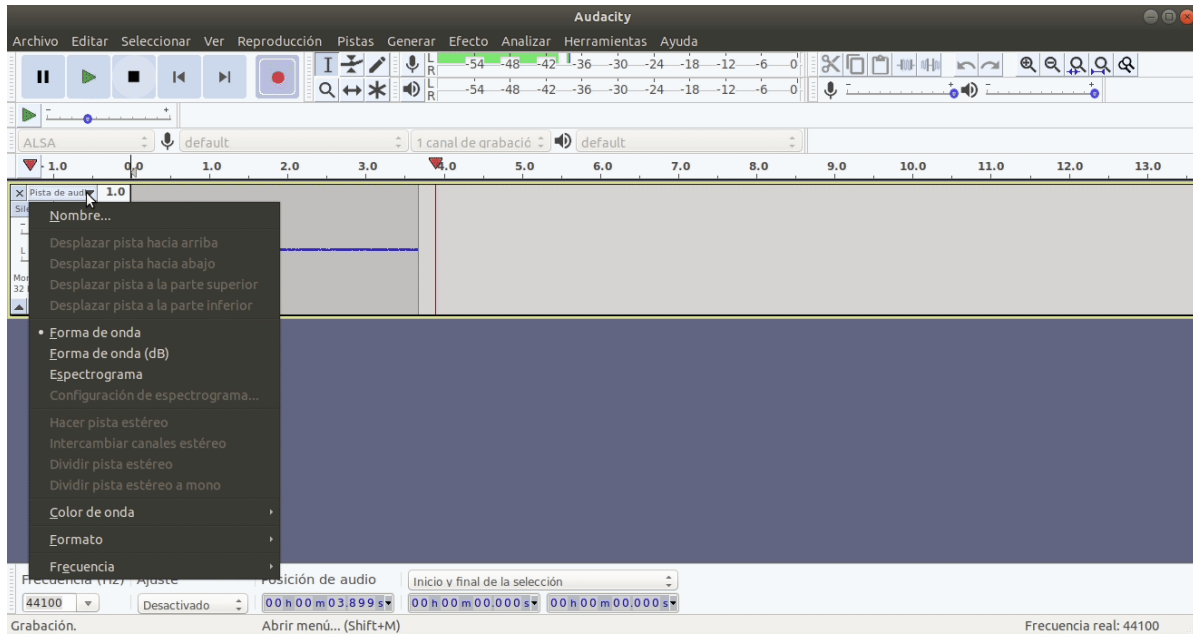 Audacity
Archivo Editar Seleccionar Ver Reproducción Pistas Generar Efecto Analizar Herramientas Ayuda
L
R
-54 -48 -42 -36 -30 -24 -18 -12 -6 0
L
R
-54 -48 -42 -36 -30 -24 -18 -12 -6 0
ALSA default 1 canal de grabació default
- 1.0 0.0 1.0 2.0 3.0 4.0 5.0 6.0 7.0 8.0 9.0 10.0 11.0 12.0 13.0
Pista de aud 1.0
Nombre...
Desplazar pista hacia arriba
Desplazar pista hacia abajo
Desplazar pista a la parte superior
Desplazar pista a la parte inferior
Forma de onda
Forma de onda (dB)
Espectrograma
Configuración de espectrograma...
Hacer pista estéreo
Intercambiar canales estéreo
Dividir pista estéreo
Dividir pista estéreo a mono
Color de onda
Formato
Frecuencia
Frecuencia (Hz) Ajuste Posición de audio Inicio y final de la selección
44100 Desactivado 00 h 00 m 03.899 s 00 h 00 m 00.000 s 00 h 00 m 00.000 s
Grabación. Abrir menú... (Shift+M) Frecuencia real: 44100